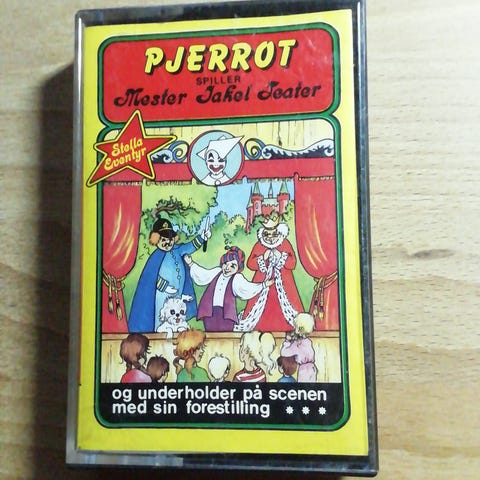 PJERROT
SPILLER
Mester Jakel Teater
Stella
Eventyr
og underholder på scenen
med sin forestilling ***